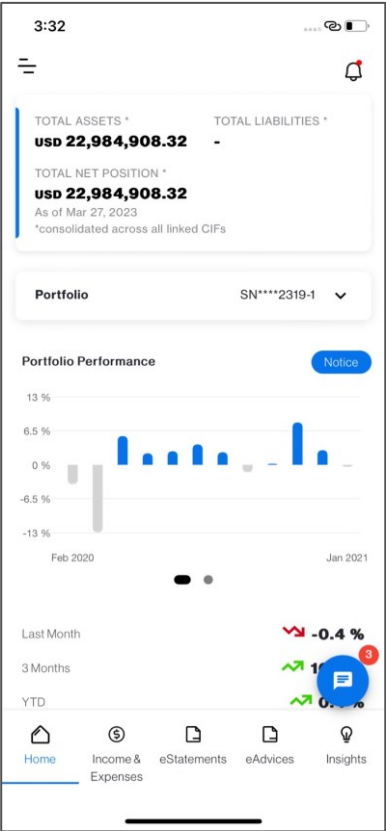 3:32
TOTAL ASSETS * TOTAL LIABILITIES *
USD 22,984,908.32 -
TOTAL NET POSITION *
USD 22,984,908.32
As of Mar 27, 2023
*consolidated across all linked CIFs
Portfolio SN****2319-1
Portfolio Performance Notice
13 %
6.5 %
0 %
-6.5 %
-13 %
Feb 2020 Jan 2021
Last Month -0.4 %
3
3 Months
YTD
Home Income & Expenses eStatements eAdvices Insights